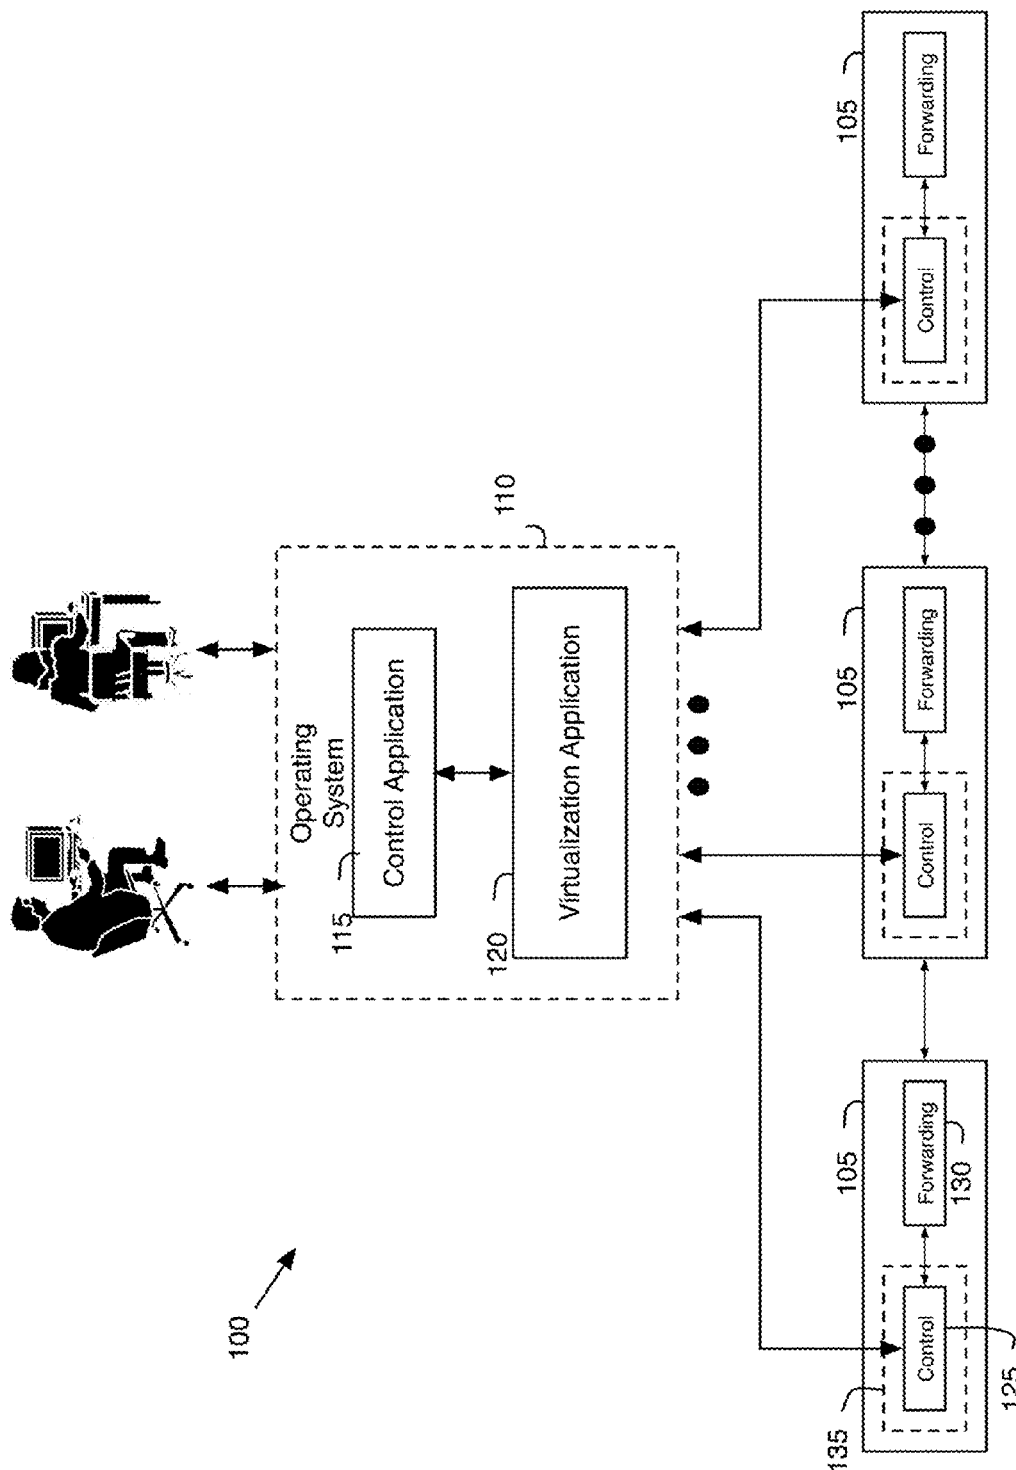 100
Operating
System
115
Control Application
110
120
Virtualization Application
135
105
105
105
Control
Forwarding
Control
Forwarding
Control
Forwarding
130
125